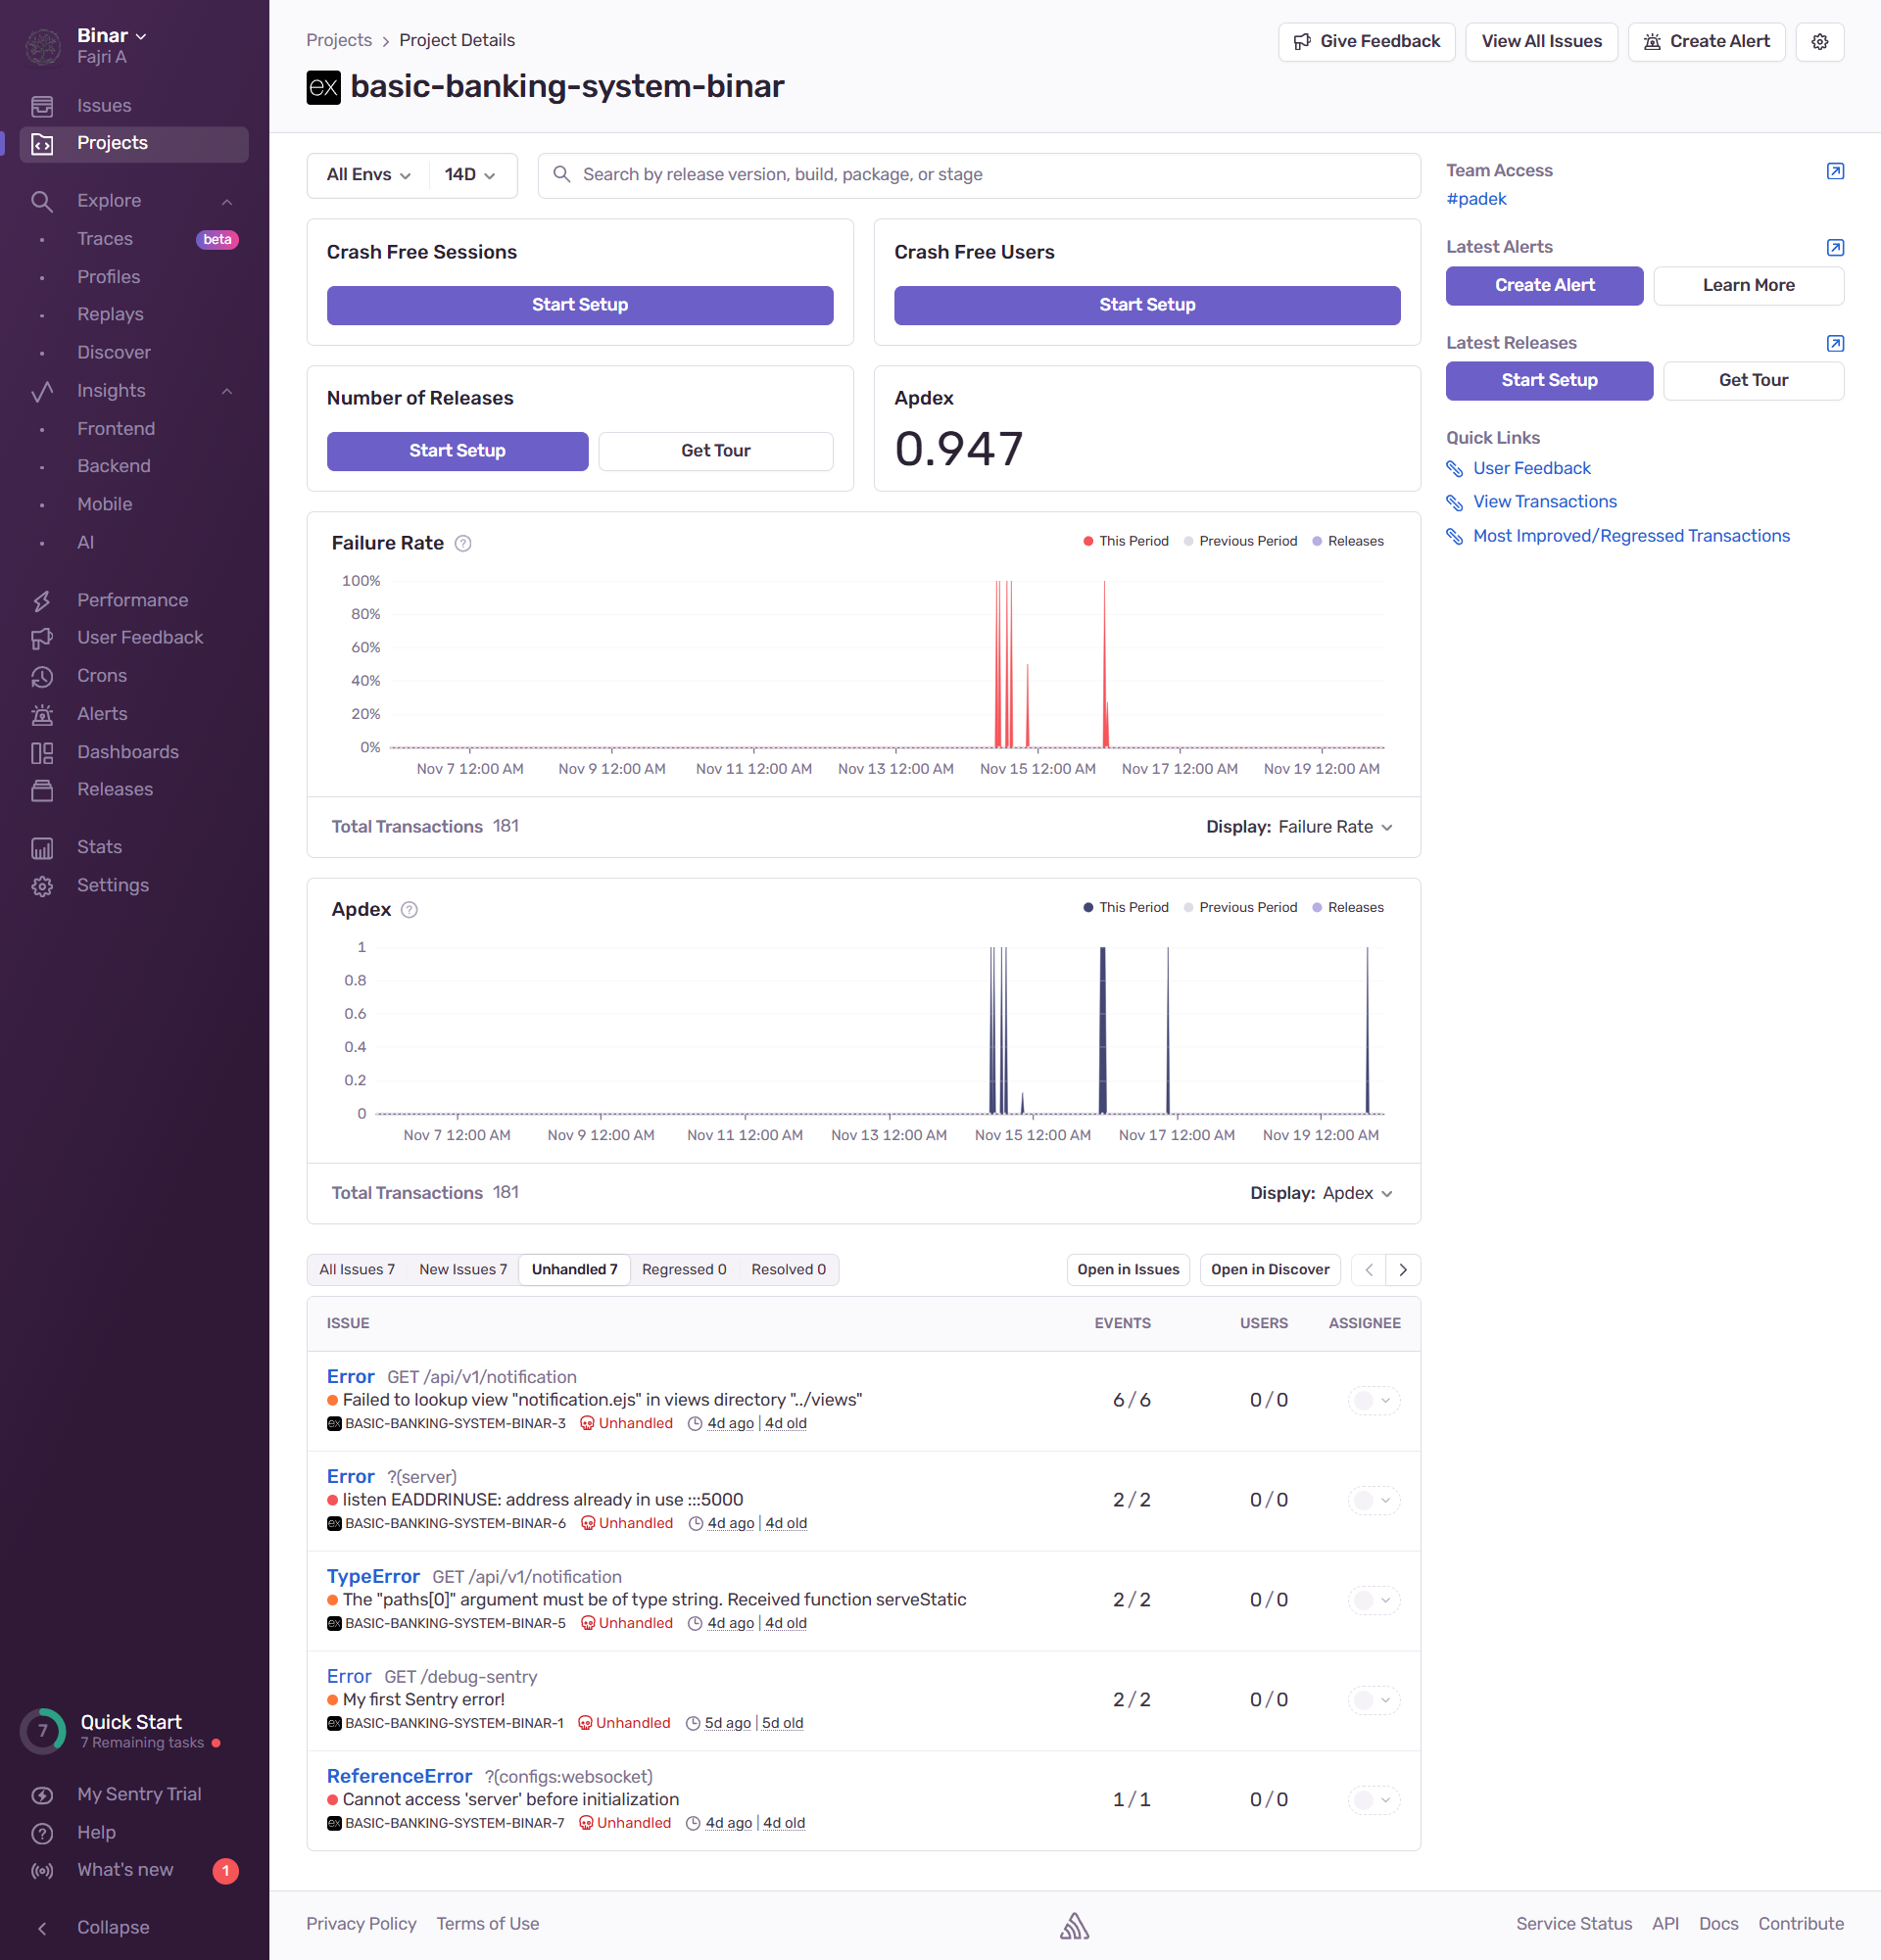 Binar
Fajri A
Issues
Projects
Explore
Traces beta
Profiles
Replays
Discover
Insights
Frontend
Backend
Mobile
AI
Performance
User Feedback
Crons
Alerts
Dashboards
Releases
Stats
Settings
7 Quick Start
7 Remaining tasks
My Sentry Trial
Help
What's new 1
Collapse
Projects > Project Details
Give Feedback View All Issues Create Alert
ex basic-banking-system-binar
All Envs 14D Search by release version, build, package, or stage
Crash Free Sessions
Start Setup
Crash Free Users
Start Setup
Number of Releases
Start Setup Get Tour
Apdex
0.947
Failure Rate ? This Period Previous Period Releases
100%
80%
60%
40%
20%
0%
Nov 7 12:00 AM Nov 9 12:00 AM Nov 11 12:00 AM Nov 13 12:00 AM Nov 15 12:00 AM Nov 17 12:00 AM Nov 19 12:00 AM
Total Transactions 181 Display: Failure Rate
Apdex ? This Period Previous Period Releases
1
0.8
0.6
0.4
0.2
0
Nov 7 12:00 AM Nov 9 12:00 AM Nov 11 12:00 AM Nov 13 12:00 AM Nov 15 12:00 AM Nov 17 12:00 AM Nov 19 12:00 AM
Total Transactions 181 Display: Apdex
All Issues 7 New Issues 7 Unhandled 7 Regressed 0 Resolved 0 Open in Issues Open in Discover
ISSUE EVENTS USERS ASSIGNEE
Error GET /api/v1/notification
Failed to lookup view "notification.ejs" in views directory "../views" 6/6 0/0
ex BASIC-BANKING-SYSTEM-BINAR-3 Unhandled 4d ago | 4d old
Error ?(server)
listen EADDRINUSE: address already in use :::5000 2/2 0/0
ex BASIC-BANKING-SYSTEM-BINAR-6 Unhandled 4d ago | 4d old
TypeError GET /api/v1/notification
The "paths[0]" argument must be of type string. Received function serveStatic 2/2 0/0
ex BASIC-BANKING-SYSTEM-BINAR-5 Unhandled 4d ago | 4d old
Error GET /debug-sentry
My first Sentry error! 2/2 0/0
ex BASIC-BANKING-SYSTEM-BINAR-1 Unhandled 5d ago | 5d old
ReferenceError ?(configs:websocket)
Cannot access 'server' before initialization 1/1 0/0
ex BASIC-BANKING-SYSTEM-BINAR-7 Unhandled 4d ago | 4d old
Team Access
#padek
Latest Alerts
Create Alert Learn More
Latest Releases
Start Setup Get Tour
Quick Links
User Feedback
View Transactions
Most Improved/Regressed Transactions
Privacy Policy Terms of Use Service Status API Docs Contribute